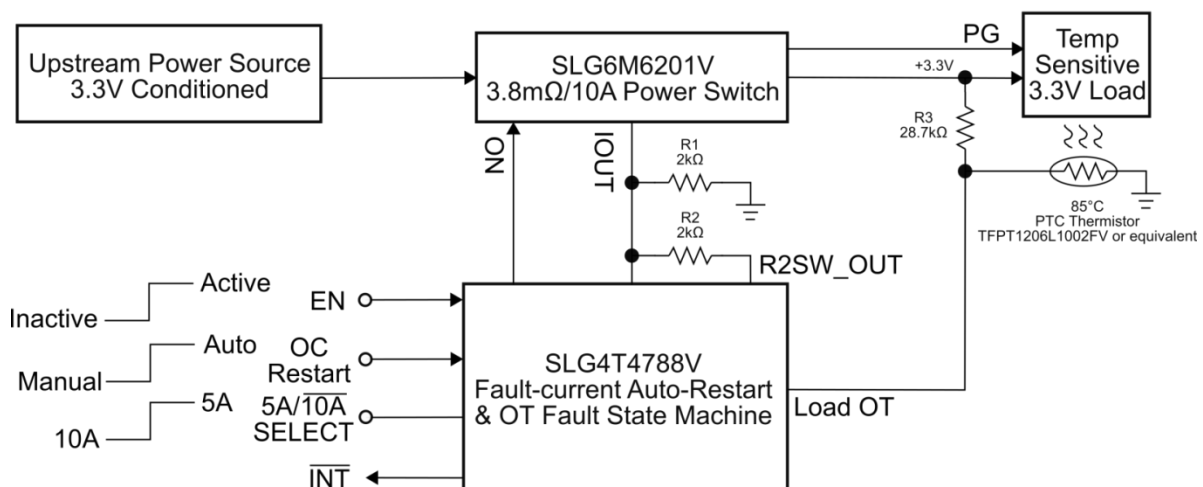 Upstream Power Source
3.3V Conditioned
SLG6M6201V
3.8mΩ/10A Power Switch
PG
+3.3V
Temp
Sensitive
3.3V Load
ON
IOUT
R1
2kΩ
R2
2kΩ
R3
28.7kΩ
85°C
PTC Thermistor
TFPT1206L1002FV or equivalent
R2SW_OUT
Active
Inactive
EN
Auto
Manual
OC
Restart
5A
10A
5A/10A
SELECT
INT
SLG4T4788V
Fault-current Auto-Restart
& OT Fault State Machine
Load OT